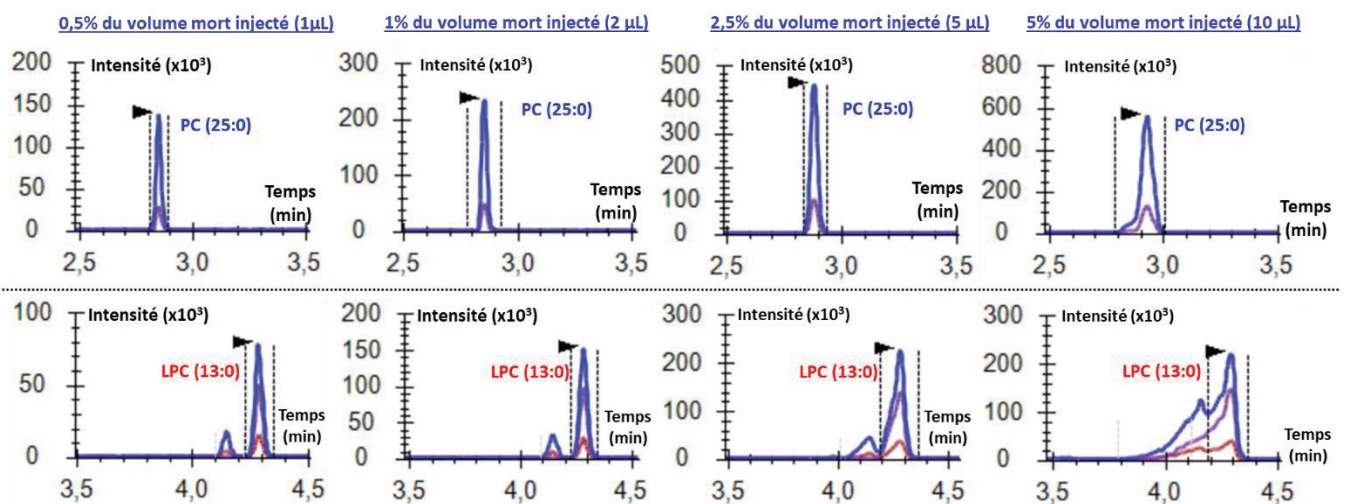 0,5% du volume mort injecté (1µL)
1% du volume mort injecté (2 µL)
2,5% du volume mort injecté (5 µL)
5% du volume mort injecté (10 µL)
200
150
100
50
0
Intensité (x10³)
PC (25:0)
Temps
(min)
2,5
3,0
3,5
300
200
100
0
Intensité (x10³)
PC (25:0)
Temps
(min)
2,5
3,0
3,5
500
400
300
200
100
0
Intensité (x10³)
PC (25:0)
Temps
(min)
2,5
3,0
3,5
800
600
400
200
0
Intensité (x10³)
PC (25:0)
Temps
(min)
2,5
3,0
3,5
100
50
0
Intensité (x10³)
LPC (13:0)
Temps
(min)
3,5
4,0
4,5
200
150
100
50
0
Intensité (x10³)
LPC (13:0)
Temps
(min)
3,5
4,0
4,5
300
200
100
0
Intensité (x10³)
LPC (13:0)
Temps
(min)
3,5
4,0
4,5
300
200
100
0
Intensité (x10³)
LPC (13:0)
Temps
(min)
3,5
4,0
4,5